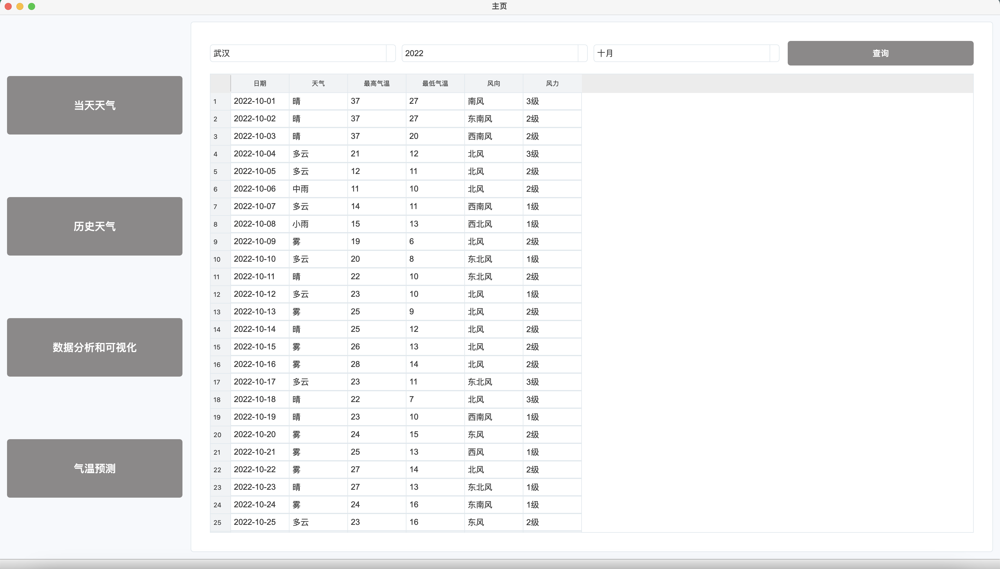 主页
武汉 2022 十月 查询
当天天气
历史天气
数据分析和可视化
气温预测
日期 天气 最高气温 最低气温 风向 风力
1 2022-10-01 晴 37 27 南风 3级
2 2022-10-02 晴 37 27 东南风 2级
3 2022-10-03 晴 37 20 西南风 2级
4 2022-10-04 多云 21 12 北风 3级
5 2022-10-05 多云 12 11 北风 2级
6 2022-10-06 中雨 11 10 北风 2级
7 2022-10-07 多云 14 11 西南风 1级
8 2022-10-08 小雨 15 13 西北风 1级
9 2022-10-09 雾 19 6 北风 2级
10 2022-10-10 多云 20 8 东北风 1级
11 2022-10-11 晴 22 10 东北风 2级
12 2022-10-12 多云 23 10 北风 1级
13 2022-10-13 雾 25 9 北风 2级
14 2022-10-14 晴 25 12 北风 2级
15 2022-10-15 雾 26 13 北风 2级
16 2022-10-16 雾 28 14 北风 2级
17 2022-10-17 多云 23 11 东北风 3级
18 2022-10-18 晴 22 7 北风 3级
19 2022-10-19 晴 23 10 西南风 1级
20 2022-10-20 雾 24 15 东风 2级
21 2022-10-21 雾 25 13 西风 1级
22 2022-10-22 雾 27 14 北风 2级
23 2022-10-23 晴 27 13 东北风 1级
24 2022-10-24 雾 24 16 东南风 1级
25 2022-10-25 多云 23 16 东风 2级